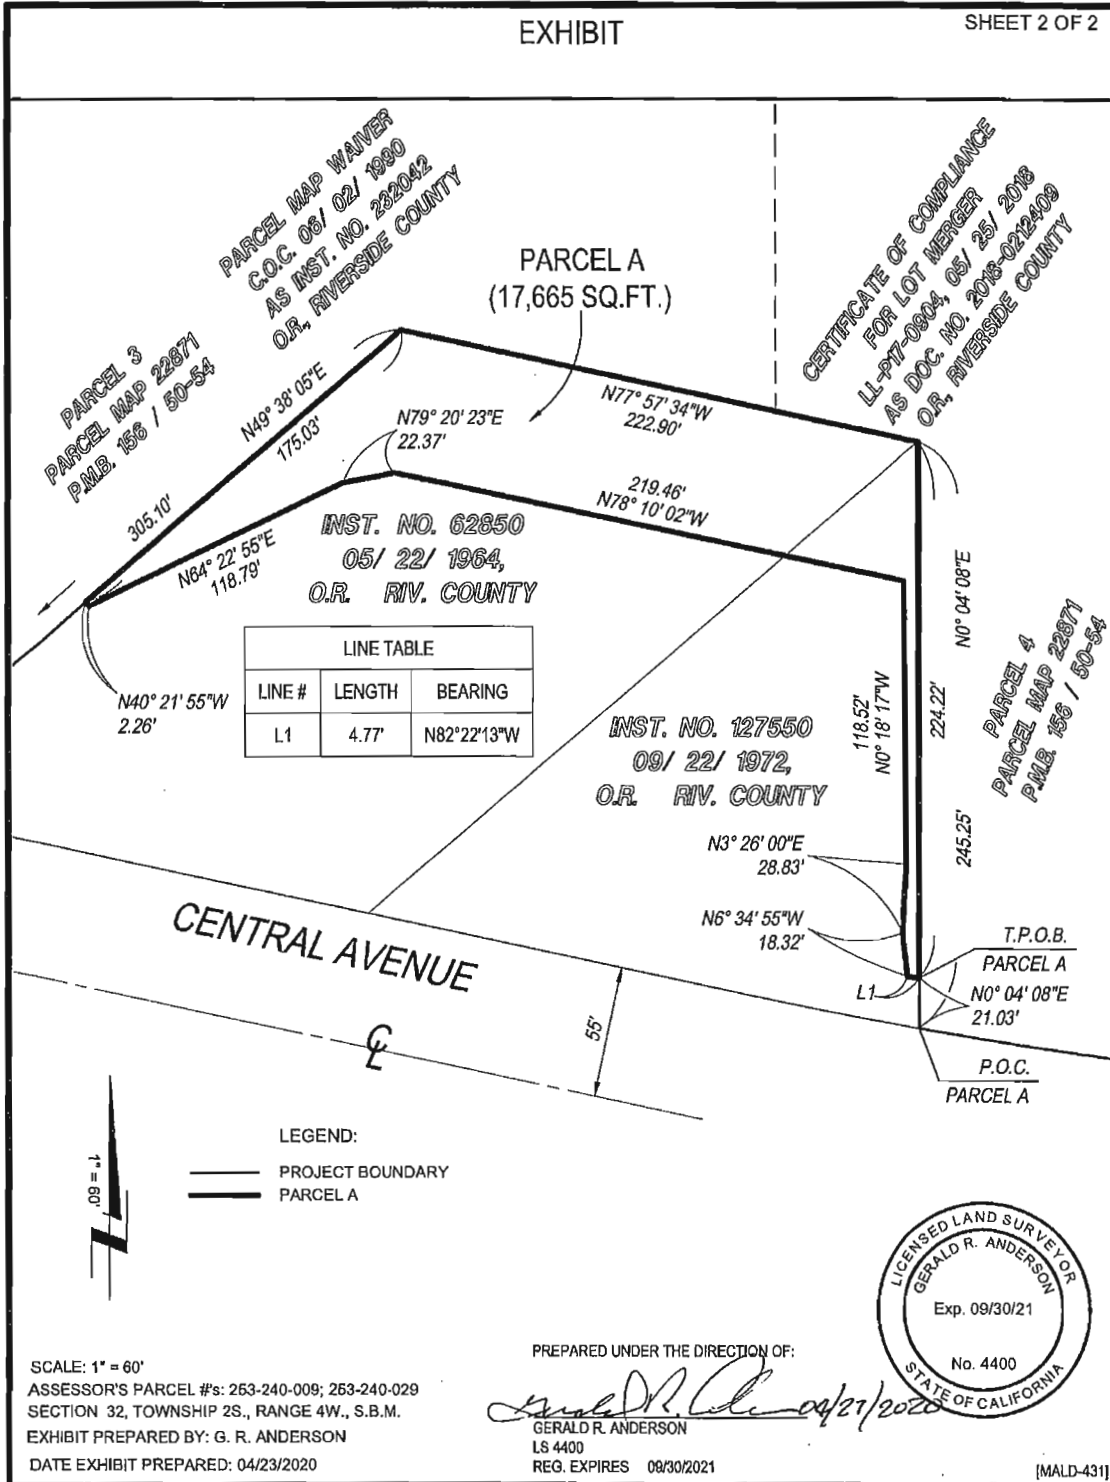 EXHIBIT
SHEET 2 OF 2
PARCEL MAP WAIVER
C.O.C. 06/ 02/ 1990
AS INST. NO. 232042
O.R., RIVERSIDE COUNTY
PARCEL 3
PARCEL MAP 22871
P.M.B. 156 / 50-54
PARCEL A
(17,665 SQ.FT.)
CERTIFICATE OF COMPLIANCE
FOR LOT MERGER
LL-P17-0904, 05/ 25/ 2018
AS DOC. NO. 2018-0212409
O.R., RIVERSIDE COUNTY
N49° 38' 05"E
175.03'
305.10'
N77° 57' 34"W
222.90'
N79° 20' 23"E
22.37'
219.46'
N78° 10' 02"W
N64° 22' 55"E
118.79'
INST. NO. 62850
05/ 22/ 1964,
O.R. RIV. COUNTY
N0° 04' 08"E
224.22'
245.25'
PARCEL 4
PARCEL MAP 22871
P.M.B. 156 / 50-54
LINE TABLE
LINE # LENGTH BEARING
L1 4.77' N82°22'13"W
N40° 21' 55"W
2.26'
118.52'
N0° 18' 17"W
INST. NO. 127550
09/ 22/ 1972,
O.R. RIV. COUNTY
N3° 26' 00"E
28.83'
N6° 34' 55"W
18.32'
T.P.O.B.
PARCEL A
L1
N0° 04' 08"E
21.03'
P.O.C.
PARCEL A
CENTRAL AVENUE
55'
CL
1" = 60'
LEGEND:
PROJECT BOUNDARY
PARCEL A
LICENSED LAND SURVEYOR
GERALD R. ANDERSON
Exp. 09/30/21
No. 4400
STATE OF CALIFORNIA
SCALE: 1" = 60'
ASSESSOR'S PARCEL #'s: 253-240-009; 253-240-029
SECTION 32, TOWNSHIP 2S., RANGE 4W., S.B.M.
EXHIBIT PREPARED BY: G. R. ANDERSON
DATE EXHIBIT PREPARED: 04/23/2020
PREPARED UNDER THE DIRECTION OF:
04/27/2020
GERALD R. ANDERSON
LS 4400
REG. EXPIRES 09/30/2021
[MALD-431]